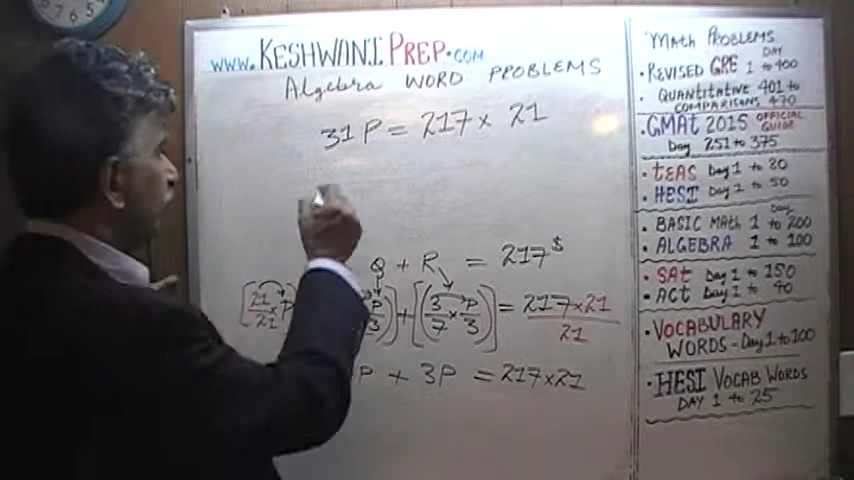 www.KESHWANIPREP.COM
Algebra WORD PROBLEMS
31P = 217 × 21
Q + R = 217$
[21/21 × P P/3] + [(3/7 × P/3)] = 217×21/21
P + 3P = 217×21
MATH PROBLEMS
DAY
• REVISED GRE 1 to 400
• QUANTITATIVE 401 to
COMPARISONS 470
• GMAt 2015 OFFICIAL GUIDE
Day 251 to 375
• tEAS Day 1 to 20
• HESI Day 1 to 50
Day
• BASIC MAth 1 to 200
• ALGEBRA 1 to 100
• SAt Day 1 to 150
• ACT Day 1 to 40
• VOCABULARY
WORDS - Day 1 to 100
• HESI VOCAB WORDS
DAY 1 to 25